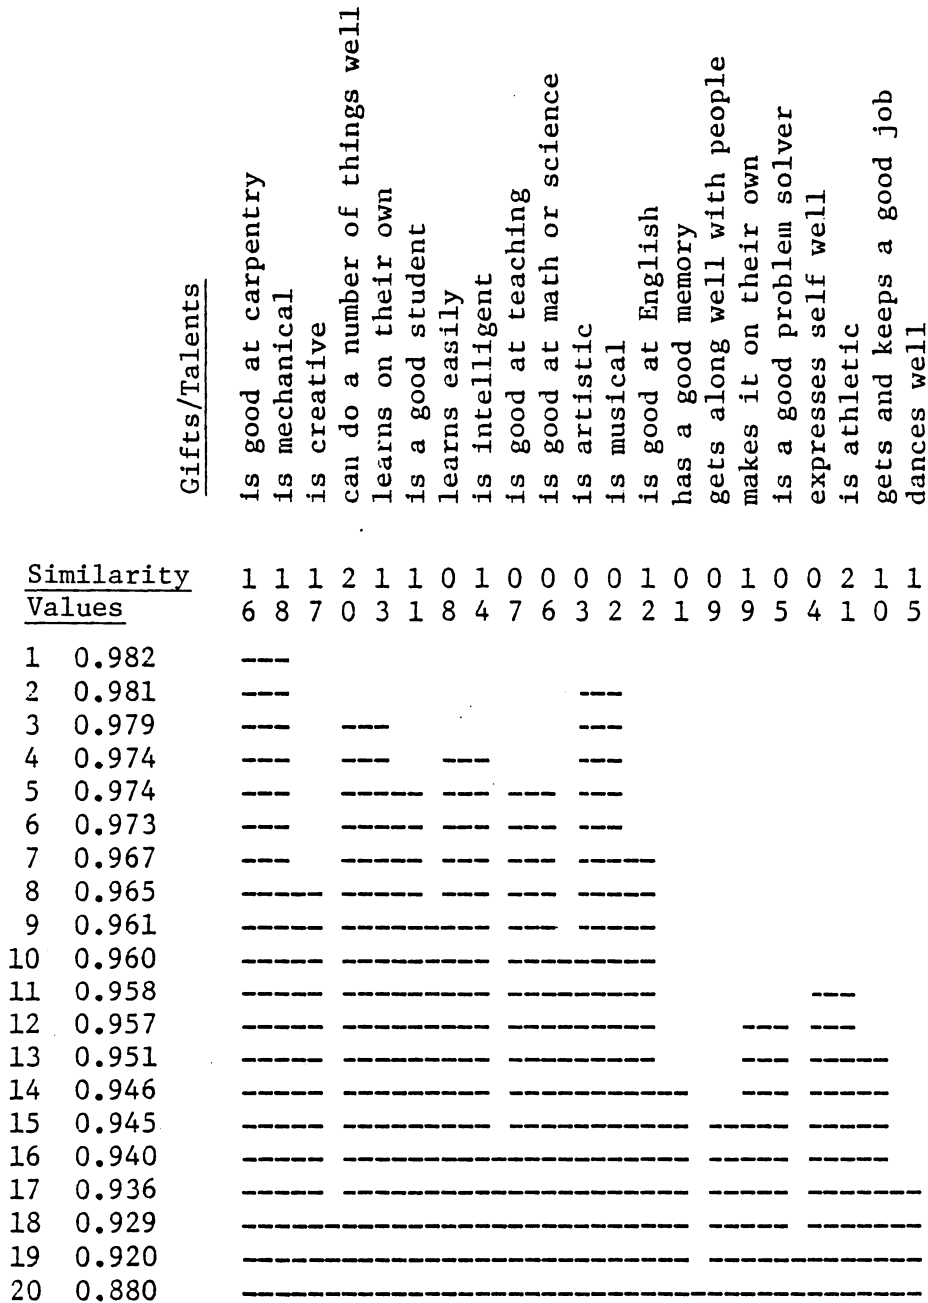 Gifts/Talents
is good at carpentry
is mechanical
is creative
can do a number of things well
learns on their own
is a good student
learns easily
is intelligent
is good at teaching
is good at math or science
is artistic
is musical
is good at English
has a good memory
gets along well with people
makes it on their own
is a good problem solver
expresses self well
is athletic
gets and keeps a good job
dances well
Similarity 1 1 1 2 1 1 0 1 0 0 0 0 1 0 0 1 0 0 2 1 1
Values 6 8 7 0 3 1 8 4 7 6 3 2 2 1 9 9 5 4 1 0 5
1 0.982
2 0.981
3 0.979
4 0.974
5 0.974
6 0.973
7 0.967
8 0.965
9 0.961
10 0.960
11 0.958
12 0.957
13 0.951
14 0.946
15 0.945
16 0.940
17 0.936
18 0.929
19 0.920
20 0.880